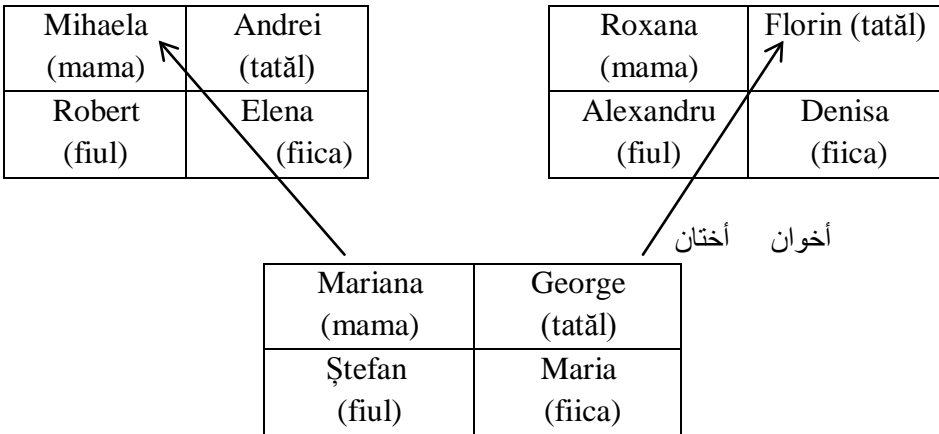 Mihaela
(mama)
Andrei
(tatăl)
Robert
(fiul)
Elena
(fiica)
Roxana
(mama)
Florin (tatăl)
Alexandru
(fiul)
Denisa
(fiica)
أخوان أختان
Mariana
(mama)
George
(tatăl)
Ștefan
(fiul)
Maria
(fiica)